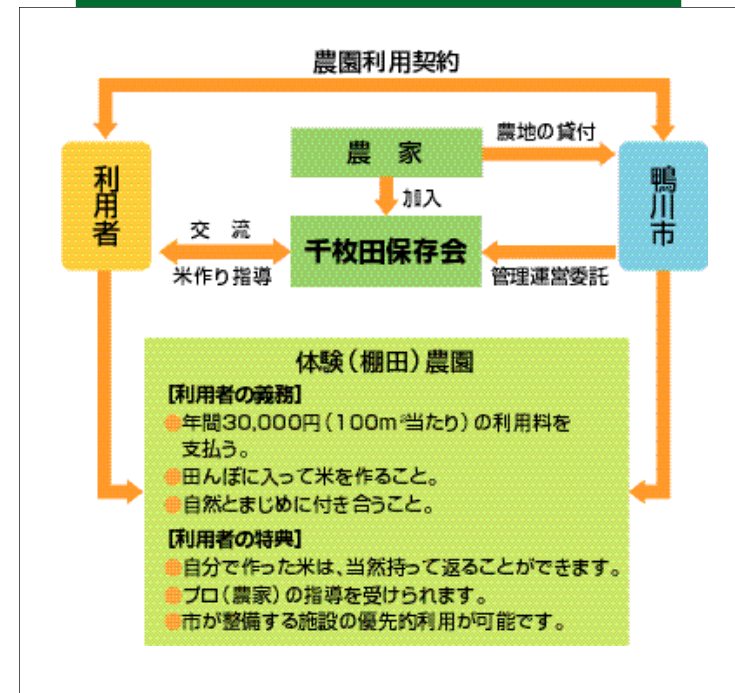 農園利用契約
農家
農地の貸付
利用者
鴨川市
加入
交流
千枚田保存会
米作り指導
管理運営委託
体験(棚田)農園
【利用者の義務】
●年間30,000円(100m²当たり)の利用料を
支払う。
●田んぼに入って米を作ること。
●自然とまじめに付き合うこと。
【利用者の特典】
●自分で作った米は、当然持って返ることができます。
●プロ(農家)の指導を受けられます。
●市が整備する施設の優先的利用が可能です。